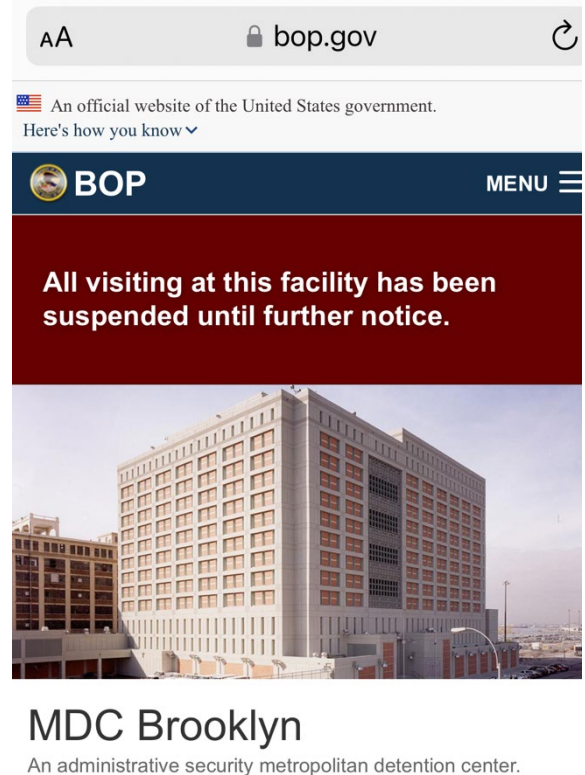 AA bop.gov
An official website of the United States government.
Here's how you know
BOP MENU
All visiting at this facility has been
suspended until further notice.
MDC Brooklyn
An administrative security metropolitan detention center.